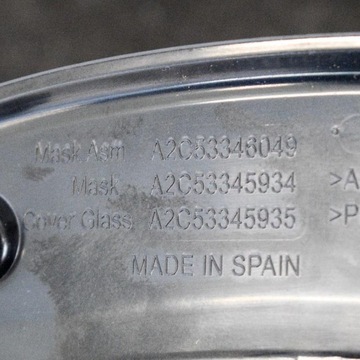 Mask Asm A2C53346049
Mask A2C53345934 >A
Cover Glass A2C53345935 >P
MADE IN SPAIN